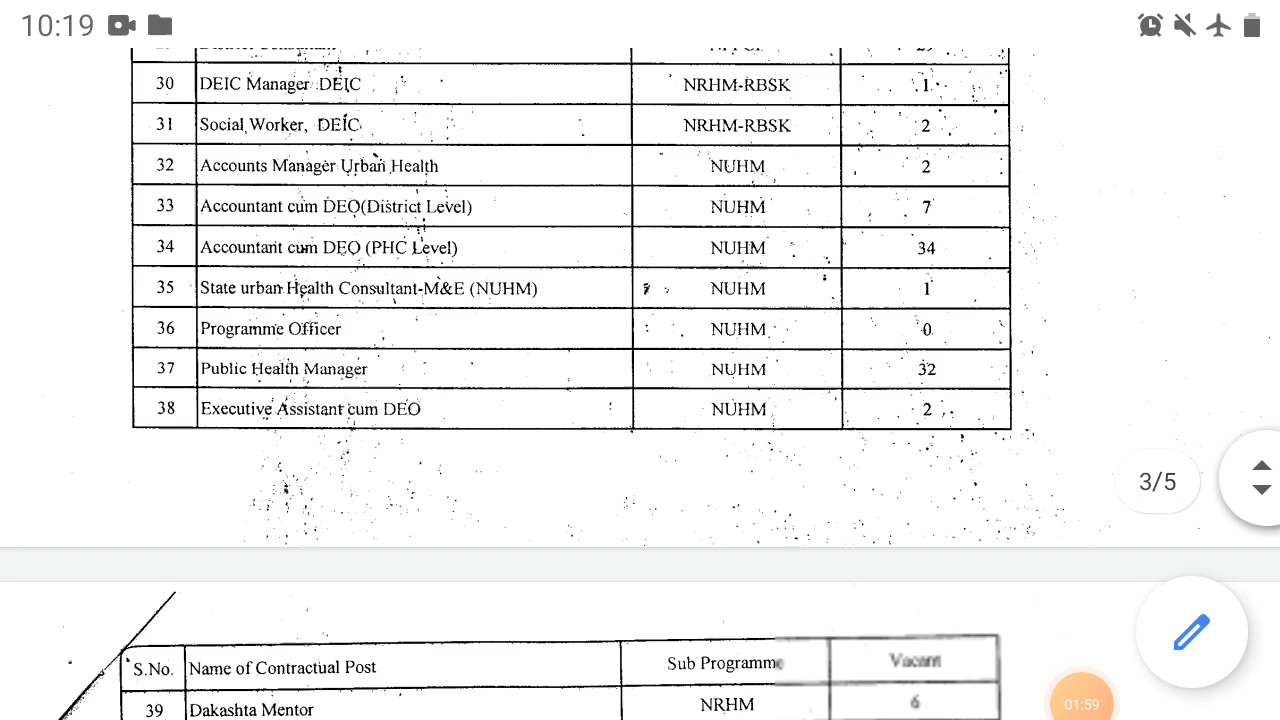 10:19
30 DEIC Manager DEIC NRHM-RBSK 1
31 Social Worker, DEIC NRHM-RBSK 2
32 Accounts Manager Urban Health NUHM 2
33 Accountant cum DEO(District Level) NUHM 7
34 Accountant cum DEO (PHC Level) NUHM 34
35 State urban Health Consultant-M&E (NUHM) NUHM 1
36 Programme Officer NUHM 0
37 Public Health Manager NUHM 32
38 Executive Assistant cum DEO NUHM 2
3/5
S.No. Name of Contractual Post Sub Programme Vacant
39 Dakashta Mentor NRHM 6
01:59